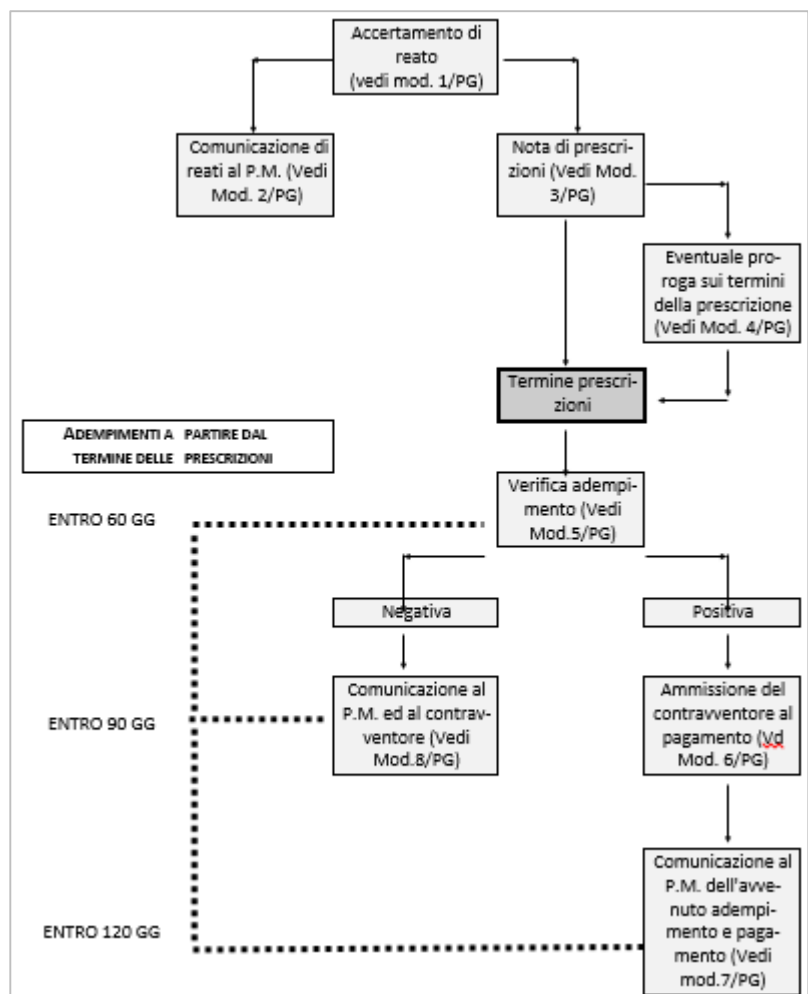 Accertamento di
reato
(vedi mod. 1/PG)
Comunicazione di
reati al P.M. (Vedi
Mod. 2/PG)
Nota di prescri-
zioni (Vedi Mod.
3/PG)
Eventuale pro-
roga sui termini
della prescrizione
(Vedi Mod. 4/PG)
Termine prescri-
zioni
ADEMPIMENTI A PARTIRE DAL
TERMINE DELLE PRESCRIZIONI
Verifica adempi-
mento (Vedi
Mod.5/PG)
ENTRO 60 GG
Negativa
Positiva
Comunicazione al
P.M. ed al contrav-
ventore (Vedi
Mod.8/PG)
Ammissione del
contravventore al
pagamento (Vd
Mod. 6/PG)
ENTRO 90 GG
Comunicazione al
P.M. dell'avve-
nuto adempi-
mento e paga-
mento (Vedi
mod.7/PG)
ENTRO 120 GG